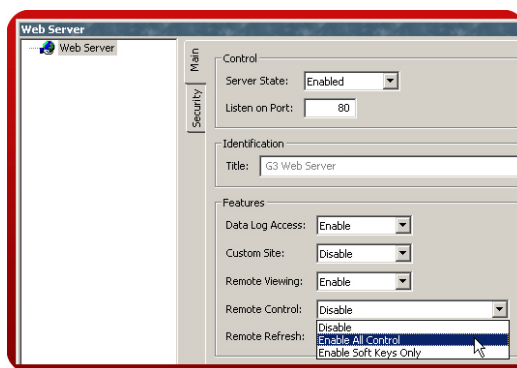 Web Server
Web Server
Main
Security
Control
Server State: Enabled
Listen on Port: 80
Identification
Title: G3 Web Server
Features
Data Log Access: Enable
Custom Site: Disable
Remote Viewing: Enable
Remote Control: Disable
Disable
Enable All Control
Remote Refresh:
Enable Soft Keys Only